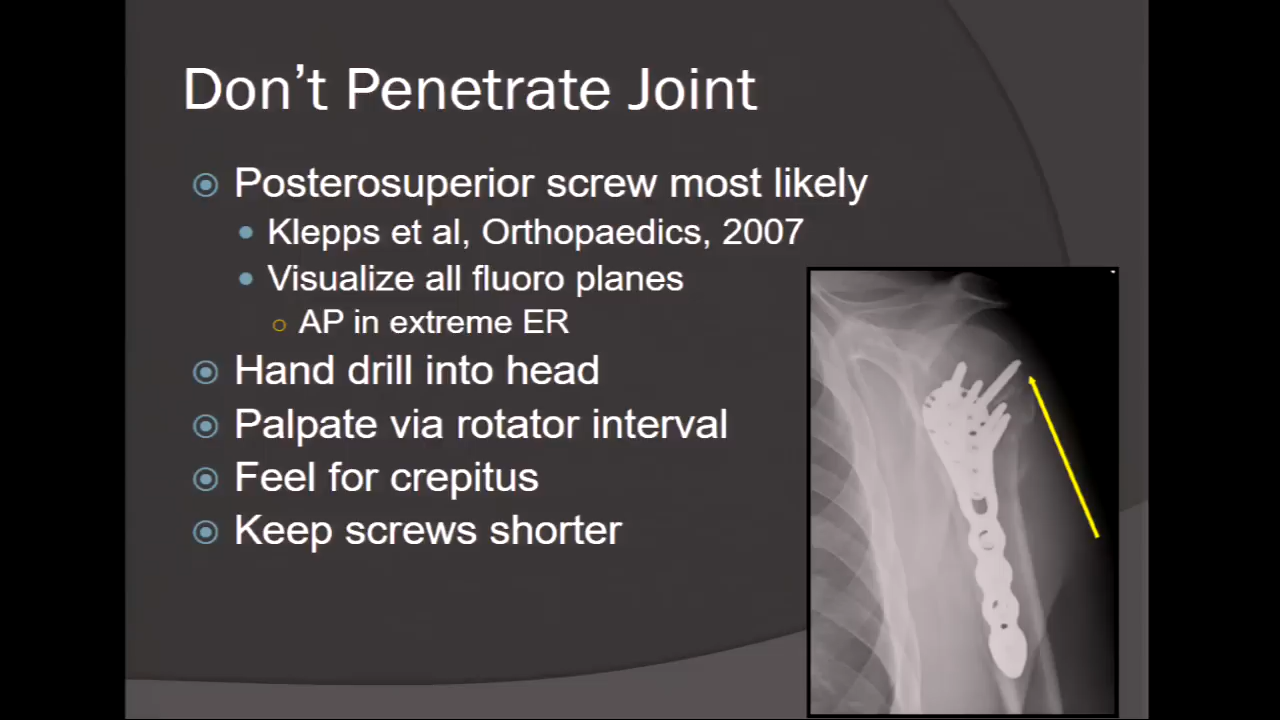 Don't Penetrate Joint
Posterosuperior screw most likely
Klepps et al, Orthopaedics, 2007
Visualize all fluoro planes
AP in extreme ER
Hand drill into head
Palpate via rotator interval
Feel for crepitus
Keep screws shorter